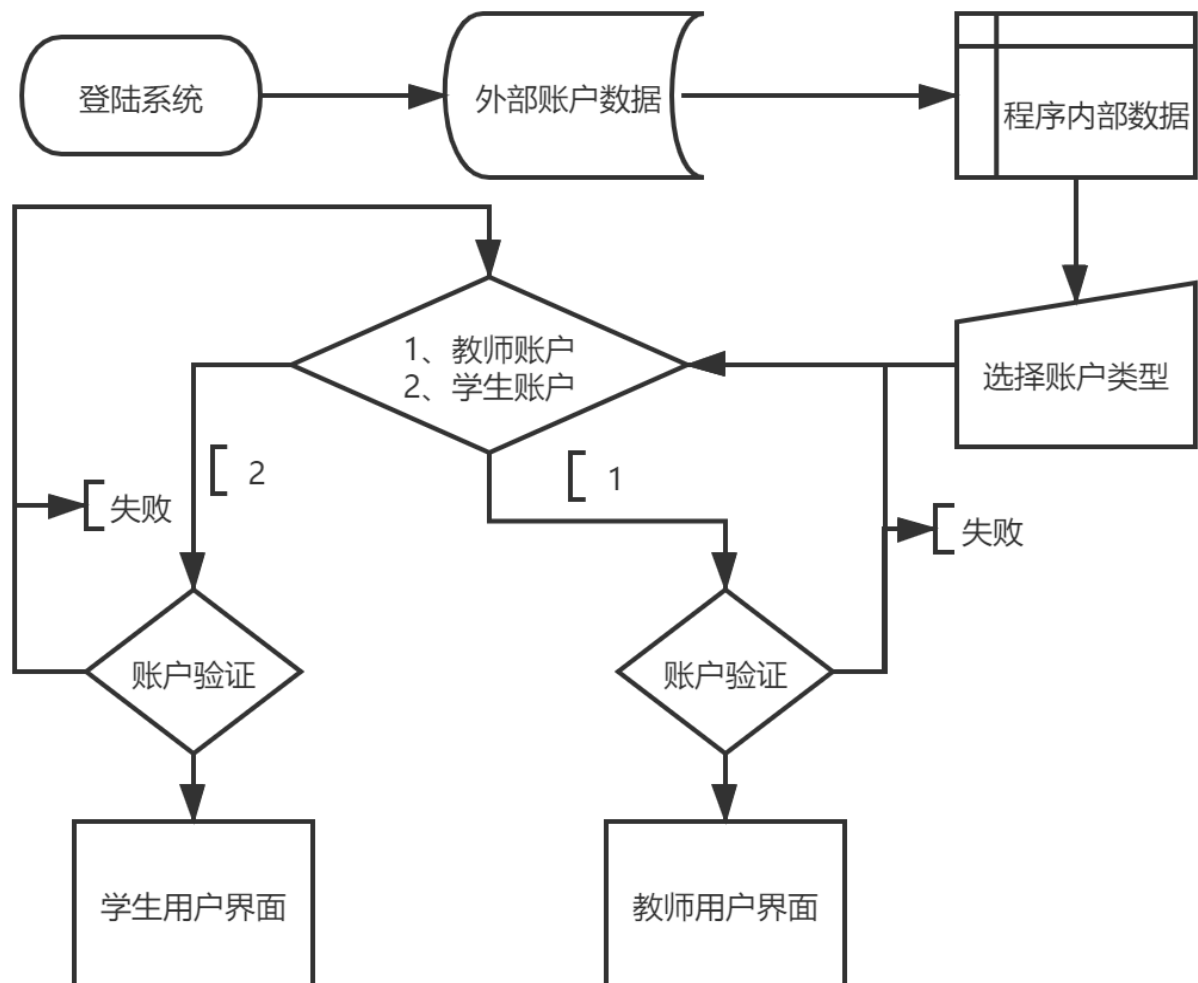 登陆系统
外部账户数据
程序内部数据
1、教师账户
2、学生账户
选择账户类型
2
1
失败
失败
账户验证
账户验证
学生用户界面
教师用户界面